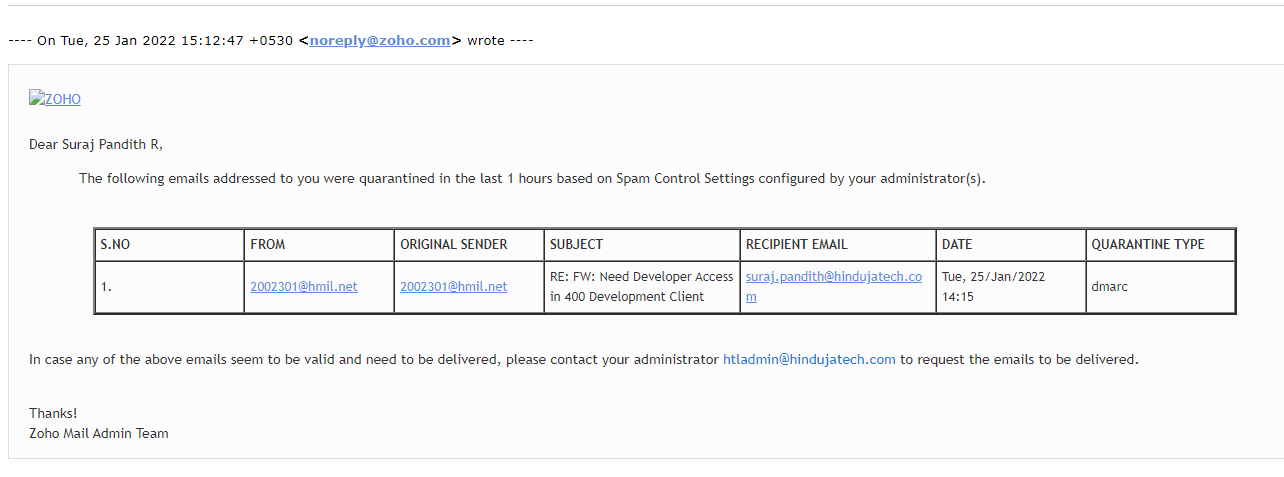 ---- On Tue, 25 Jan 2022 15:12:47 +0530 <noreply@zoho.com> wrote ----
ZOHO
Dear Suraj Pandith R,
The following emails addressed to you were quarantined in the last 1 hours based on Spam Control Settings configured by your administrator(s).
S.NO FROM ORIGINAL SENDER SUBJECT RECIPIENT EMAIL DATE QUARANTINE TYPE
1. 2002301@hmil.net 2002301@hmil.net RE: FW: Need Developer Access suraj.pandith@hindujatech.co Tue, 25/Jan/2022 dmarc
in 400 Development Client m 14:15
In case any of the above emails seem to be valid and need to be delivered, please contact your administrator htladmin@hindujatech.com to request the emails to be delivered.
Thanks!
Zoho Mail Admin Team